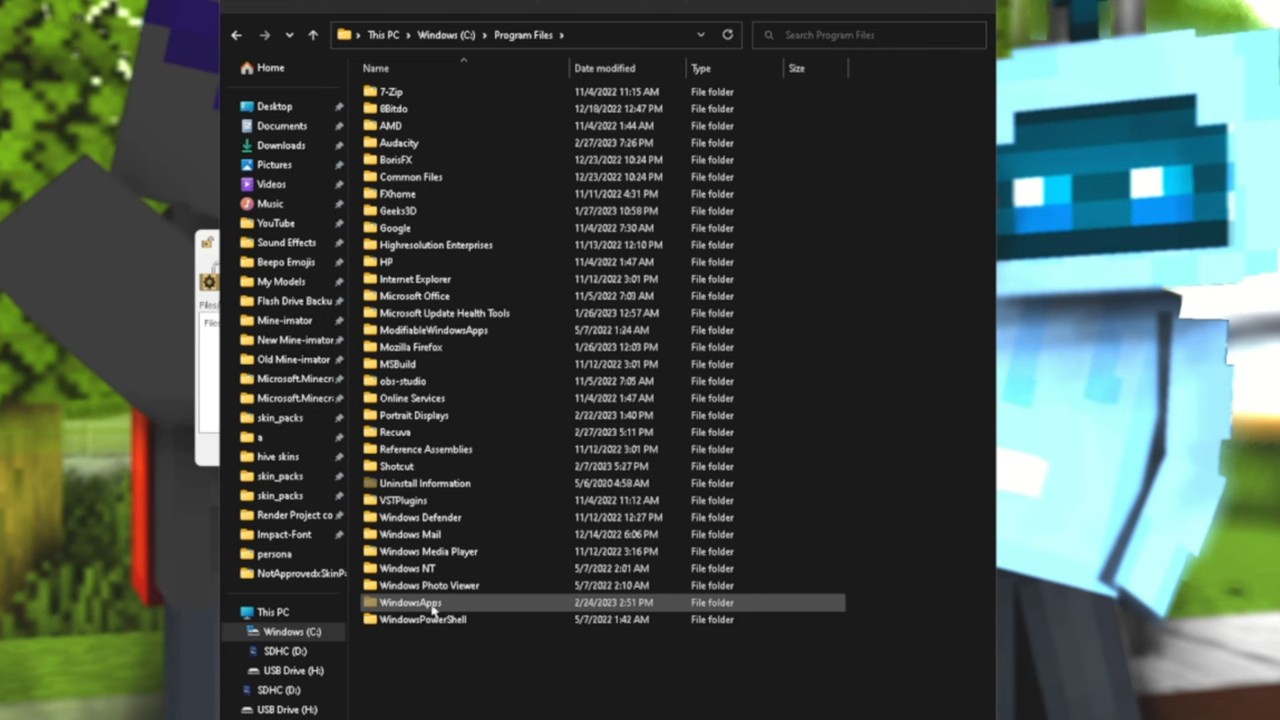 This PC > Windows (C:) > Program Files >
Search Program Files
Home
Desktop
Documents
Downloads
Pictures
Videos
Music
YouTube
Sound Effects
Beepo Emojis
My Models
Flash Drive Backu
Mine-imator
New Mine-imator
Old Mine-imator
Microsoft.Minecr
Microsoft.Minecr
skin_packs
a
hive skins
skin_packs
skin_packs
Render Project co
Impact-Font
persona
NotApprovedxSkinP
This PC
Windows (C:)
SDHC (D:)
USB Drive (H:)
SDHC (D:)
USB Drive (H:)
Name Date modified Type Size
7-Zip 11/4/2022 11:15 AM File folder
8Bitdo 12/18/2022 12:47 PM File folder
AMD 11/4/2022 1:44 AM File folder
Audacity 2/27/2023 7:26 PM File folder
BorisFX 12/23/2022 10:24 PM File folder
Common Files 12/23/2022 10:24 PM File folder
FXhome 11/11/2022 4:31 PM File folder
Geeks3D 1/27/2023 10:58 PM File folder
Google 11/4/2022 7:30 AM File folder
Highresolution Enterprises 11/13/2022 12:10 PM File folder
HP 11/4/2022 1:47 AM File folder
Internet Explorer 11/12/2022 3:01 PM File folder
Microsoft Office 11/5/2022 7:03 AM File folder
Microsoft Update Health Tools 1/26/2023 12:57 AM File folder
ModifiableWindowsApps 5/7/2022 1:24 AM File folder
Mozilla Firefox 1/26/2023 12:03 PM File folder
MSBuild 11/12/2022 3:01 PM File folder
obs-studio 11/5/2022 7:05 AM File folder
Online Services 11/4/2022 1:47 AM File folder
Portrait Displays 2/22/2023 1:40 PM File folder
Recuva 2/27/2023 5:11 PM File folder
Reference Assemblies 11/12/2022 3:01 PM File folder
Shotcut 2/7/2023 5:27 PM File folder
Uninstall Information 5/6/2020 4:58 AM File folder
VSTPlugins 11/4/2022 11:12 AM File folder
Windows Defender 11/12/2022 12:27 PM File folder
Windows Mail 12/14/2022 6:06 PM File folder
Windows Media Player 11/12/2022 3:16 PM File folder
Windows NT 5/7/2022 2:01 AM File folder
Windows Photo Viewer 5/7/2022 2:10 AM File folder
WindowsApps 2/24/2023 2:51 PM File folder
WindowsPowerShell 5/7/2022 1:42 AM File folder